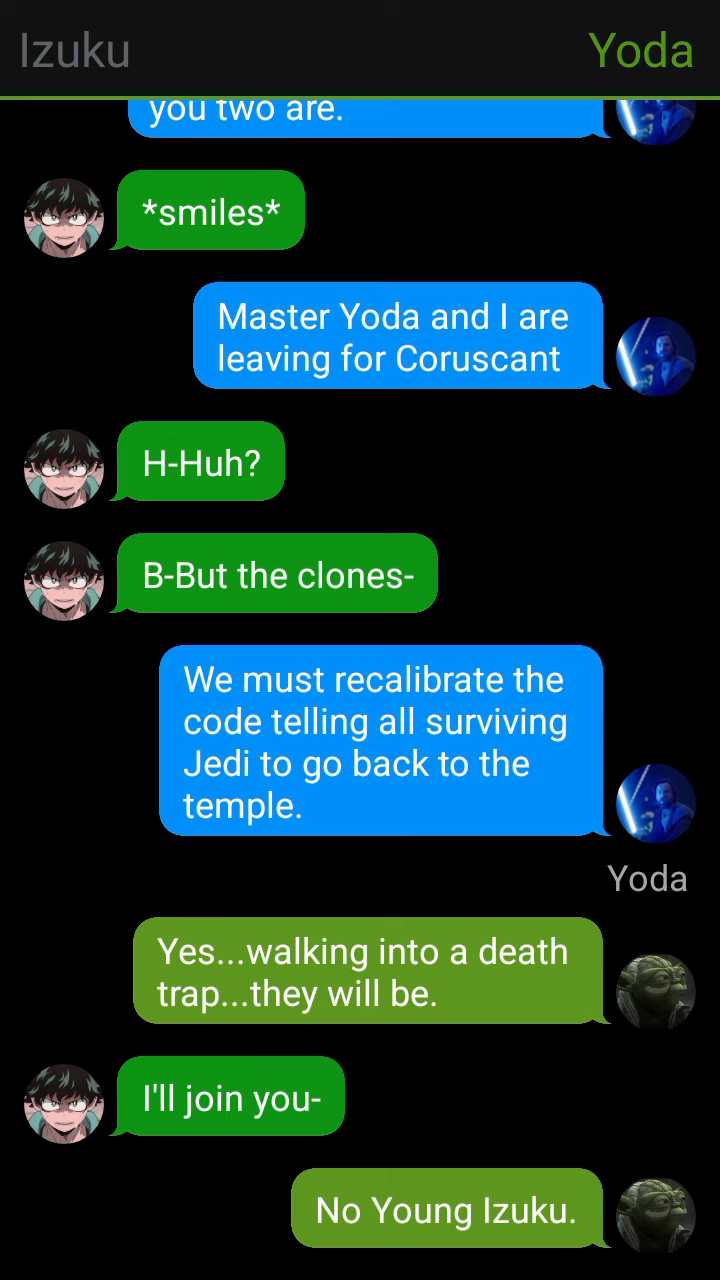 Izuku
Yoda
you two are.
*smiles*
Master Yoda and I are
leaving for Coruscant
H-Huh?
B-But the clones-
We must recalibrate the
code telling all surviving
Jedi to go back to the
temple.
Yoda
Yes...walking into a death
trap...they will be.
I'll join you-
No Young Izuku.